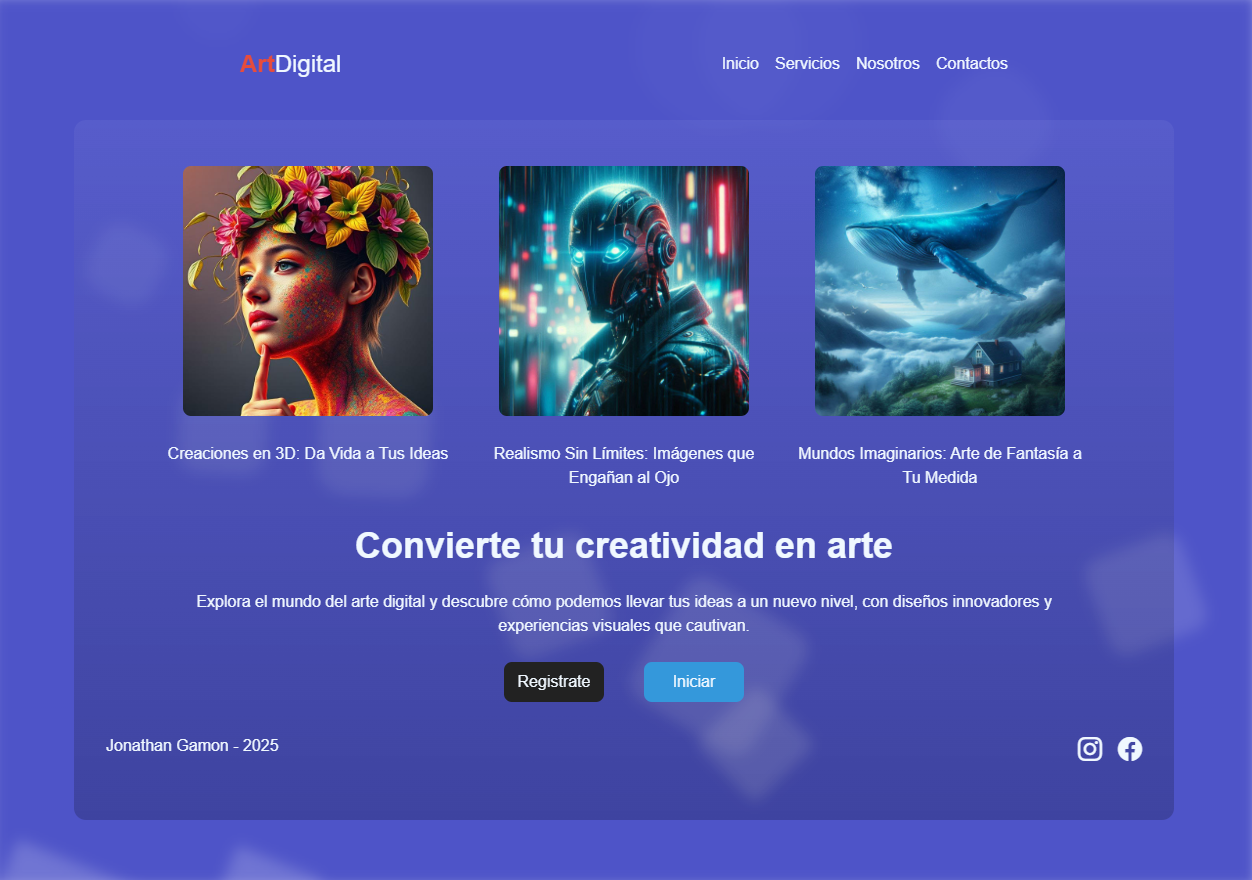 ArtDigital
Inicio Servicios Nosotros Contactos
Creaciones en 3D: Da Vida a Tus Ideas
Realismo Sin Límites: Imágenes que
Engañan al Ojo
Mundos Imaginarios: Arte de Fantasía a
Tu Medida
Convierte tu creatividad en arte
Explora el mundo del arte digital y descubre cómo podemos llevar tus ideas a un nuevo nivel, con diseños innovadores y
experiencias visuales que cautivan.
Registrate
Iniciar
Jonathan Gamon - 2025